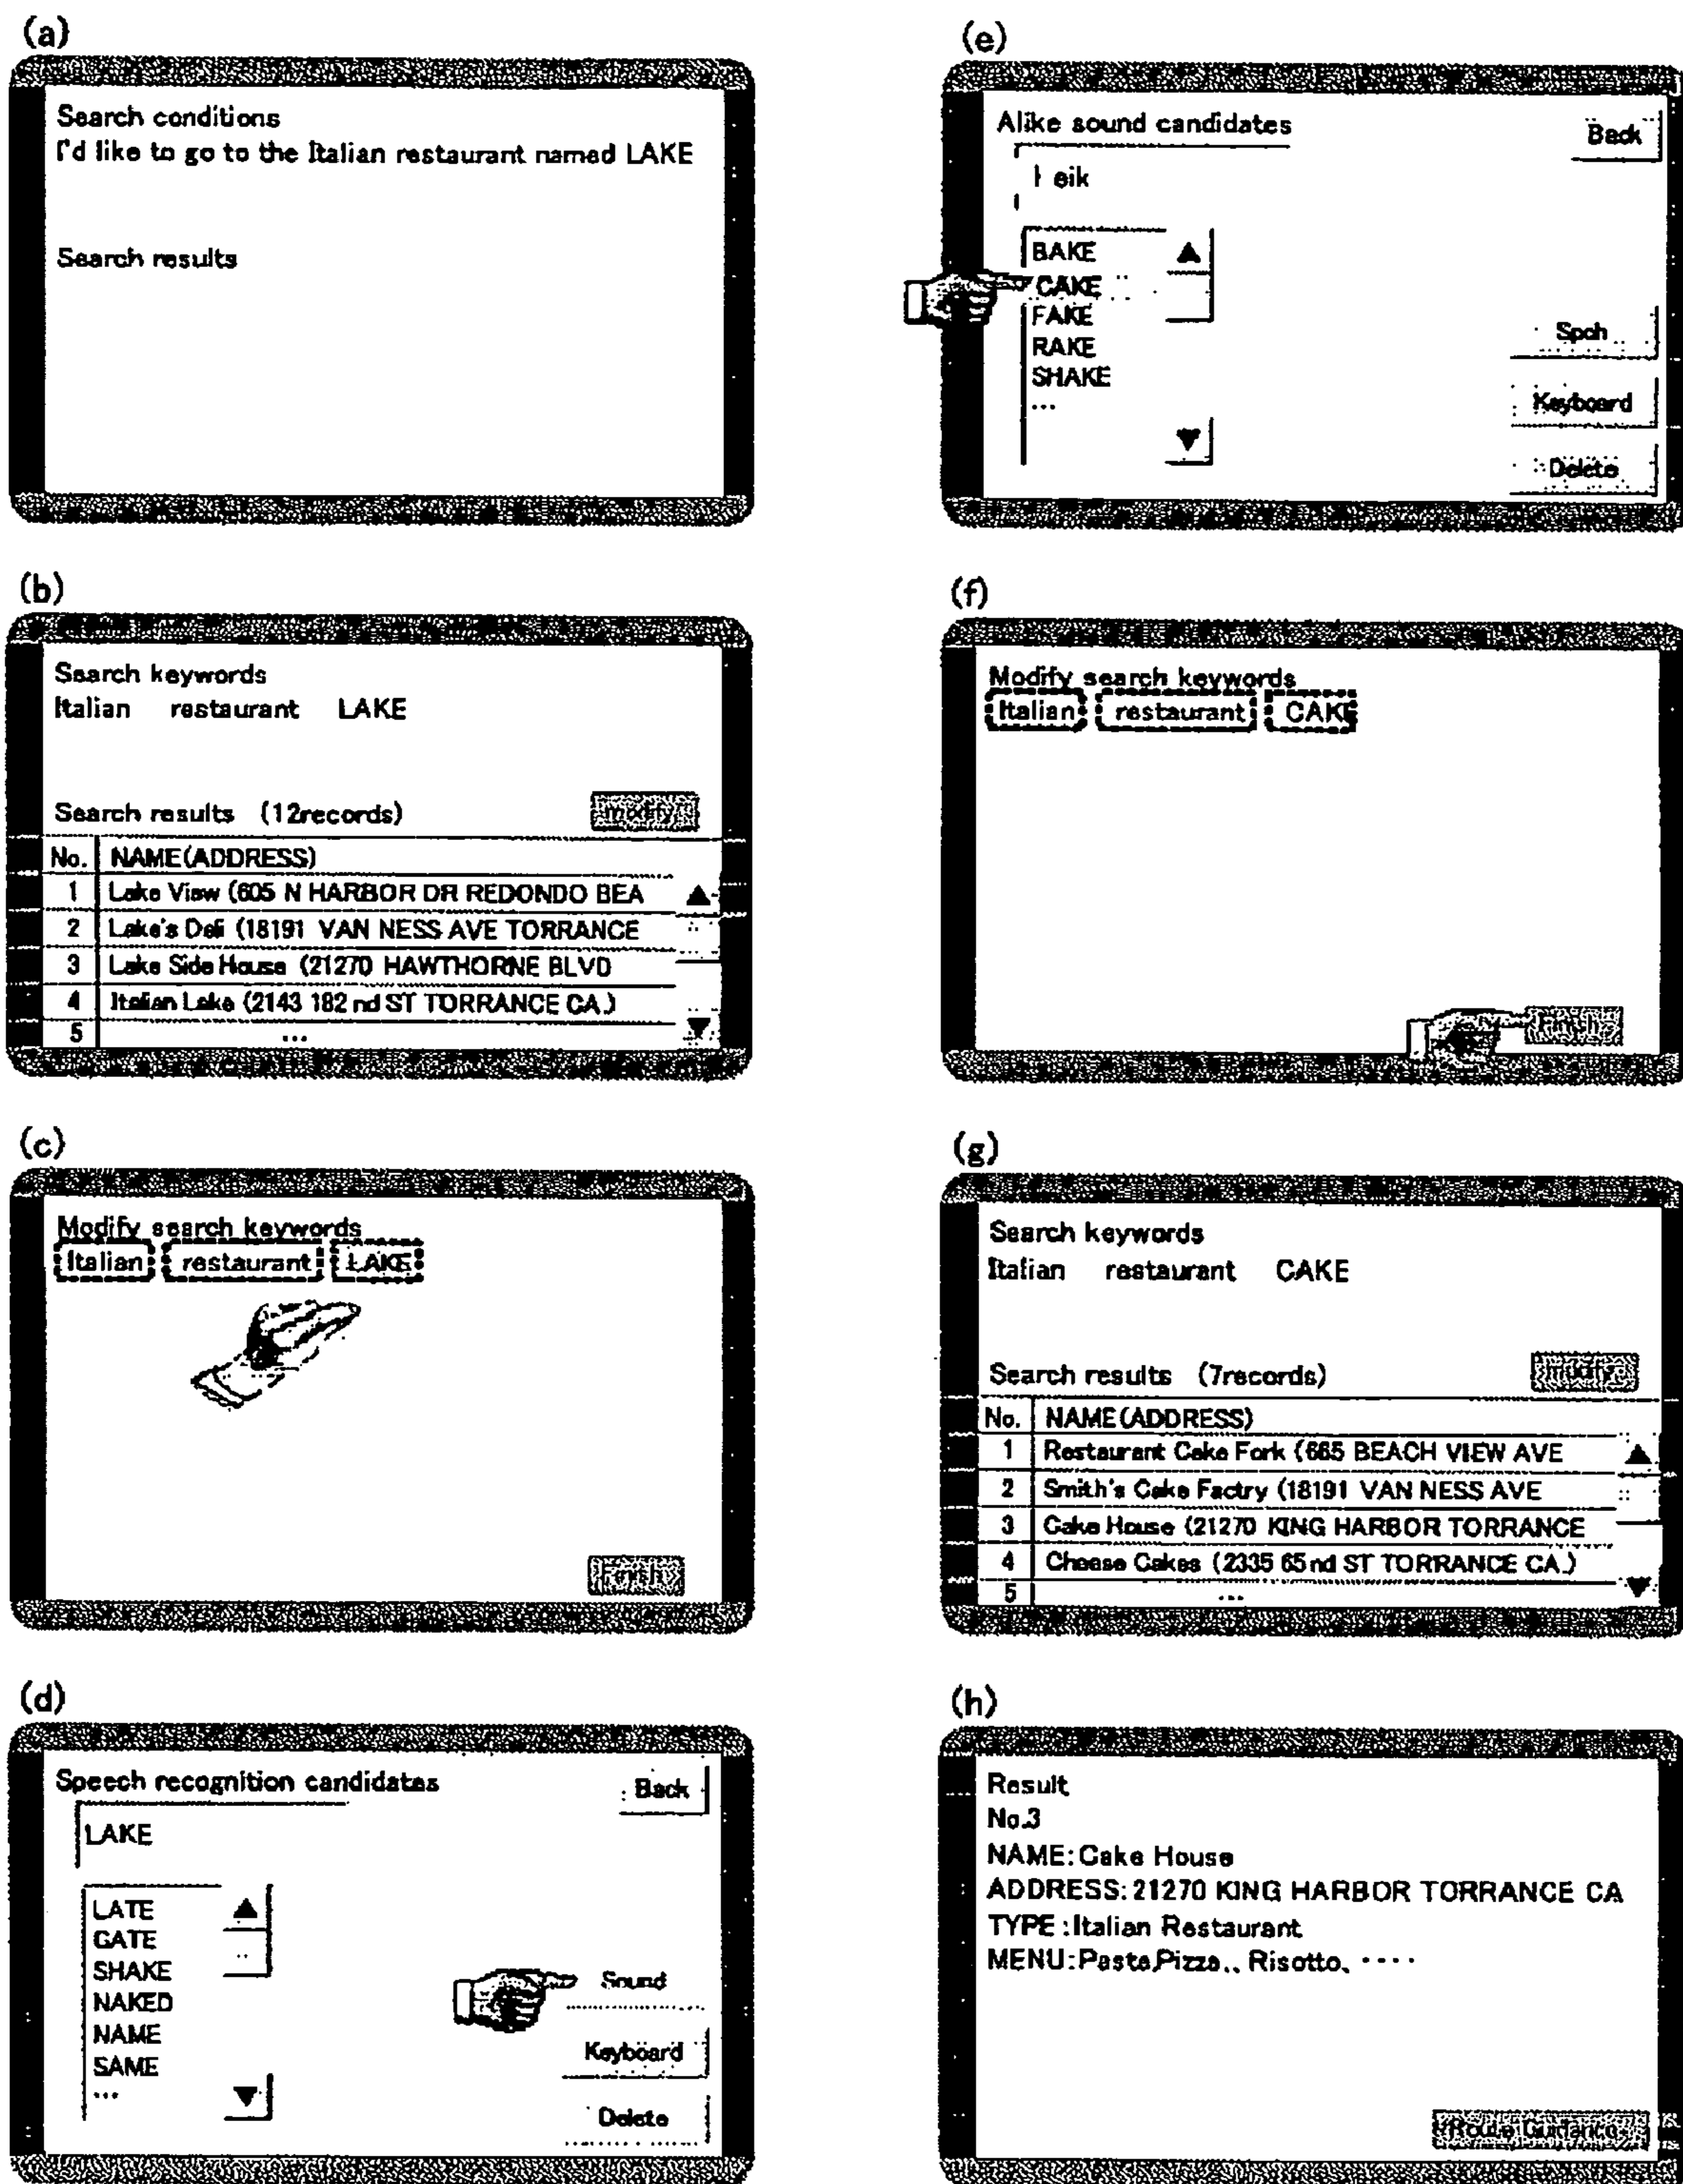 (a)
Search conditions
I'd like to go to the Italian restaurant named LAKE
Search results
(b)
Search keywords
Italian restaurant LAKE
Search results (12records) modify
No. NAME(ADDRESS)
1 Lake View (605 N HARBOR DR REDONDO BEA
2 Lake's Deli (18191 VAN NESS AVE TORRANCE
3 Lake Side House (21270 HAWTHORNE BLVD
4 Italian Lake (2143 182 nd ST TORRANCE CA.)
5 ...
(c)
Modify search keywords
Italian restaurant LAKE
Finish
(d)
Speech recognition candidates Back
LAKE
LATE
GATE
SHAKE
NAKED
NAME
SAME
...
Sound
Keyboard
Delete
(e)
Alike sound candidates Back
eik
BAKE
CAKE
FAKE
RAKE
SHAKE
...
Spch
Keyboard
Delete
(f)
Modify search keywords
Italian restaurant CAKE
Finish
(g)
Search keywords
Italian restaurant CAKE
Search results (7records) modify
No. NAME(ADDRESS)
1 Restaurant Cake Fork (665 BEACH VIEW AVE
2 Smith's Cake Factry (18191 VAN NESS AVE
3 Cake House (21270 KING HARBOR TORRANCE
4 Cheese Cakes (2335 65 nd ST TORRANCE CA.)
5 ...
(h)
Result
No.3
NAME:Cake House
ADDRESS:21270 KING HARBOR TORRANCE CA
TYPE :Italian Restaurant
MENU:Pasta,Pizza,, Risotto, ····
Route Guidance